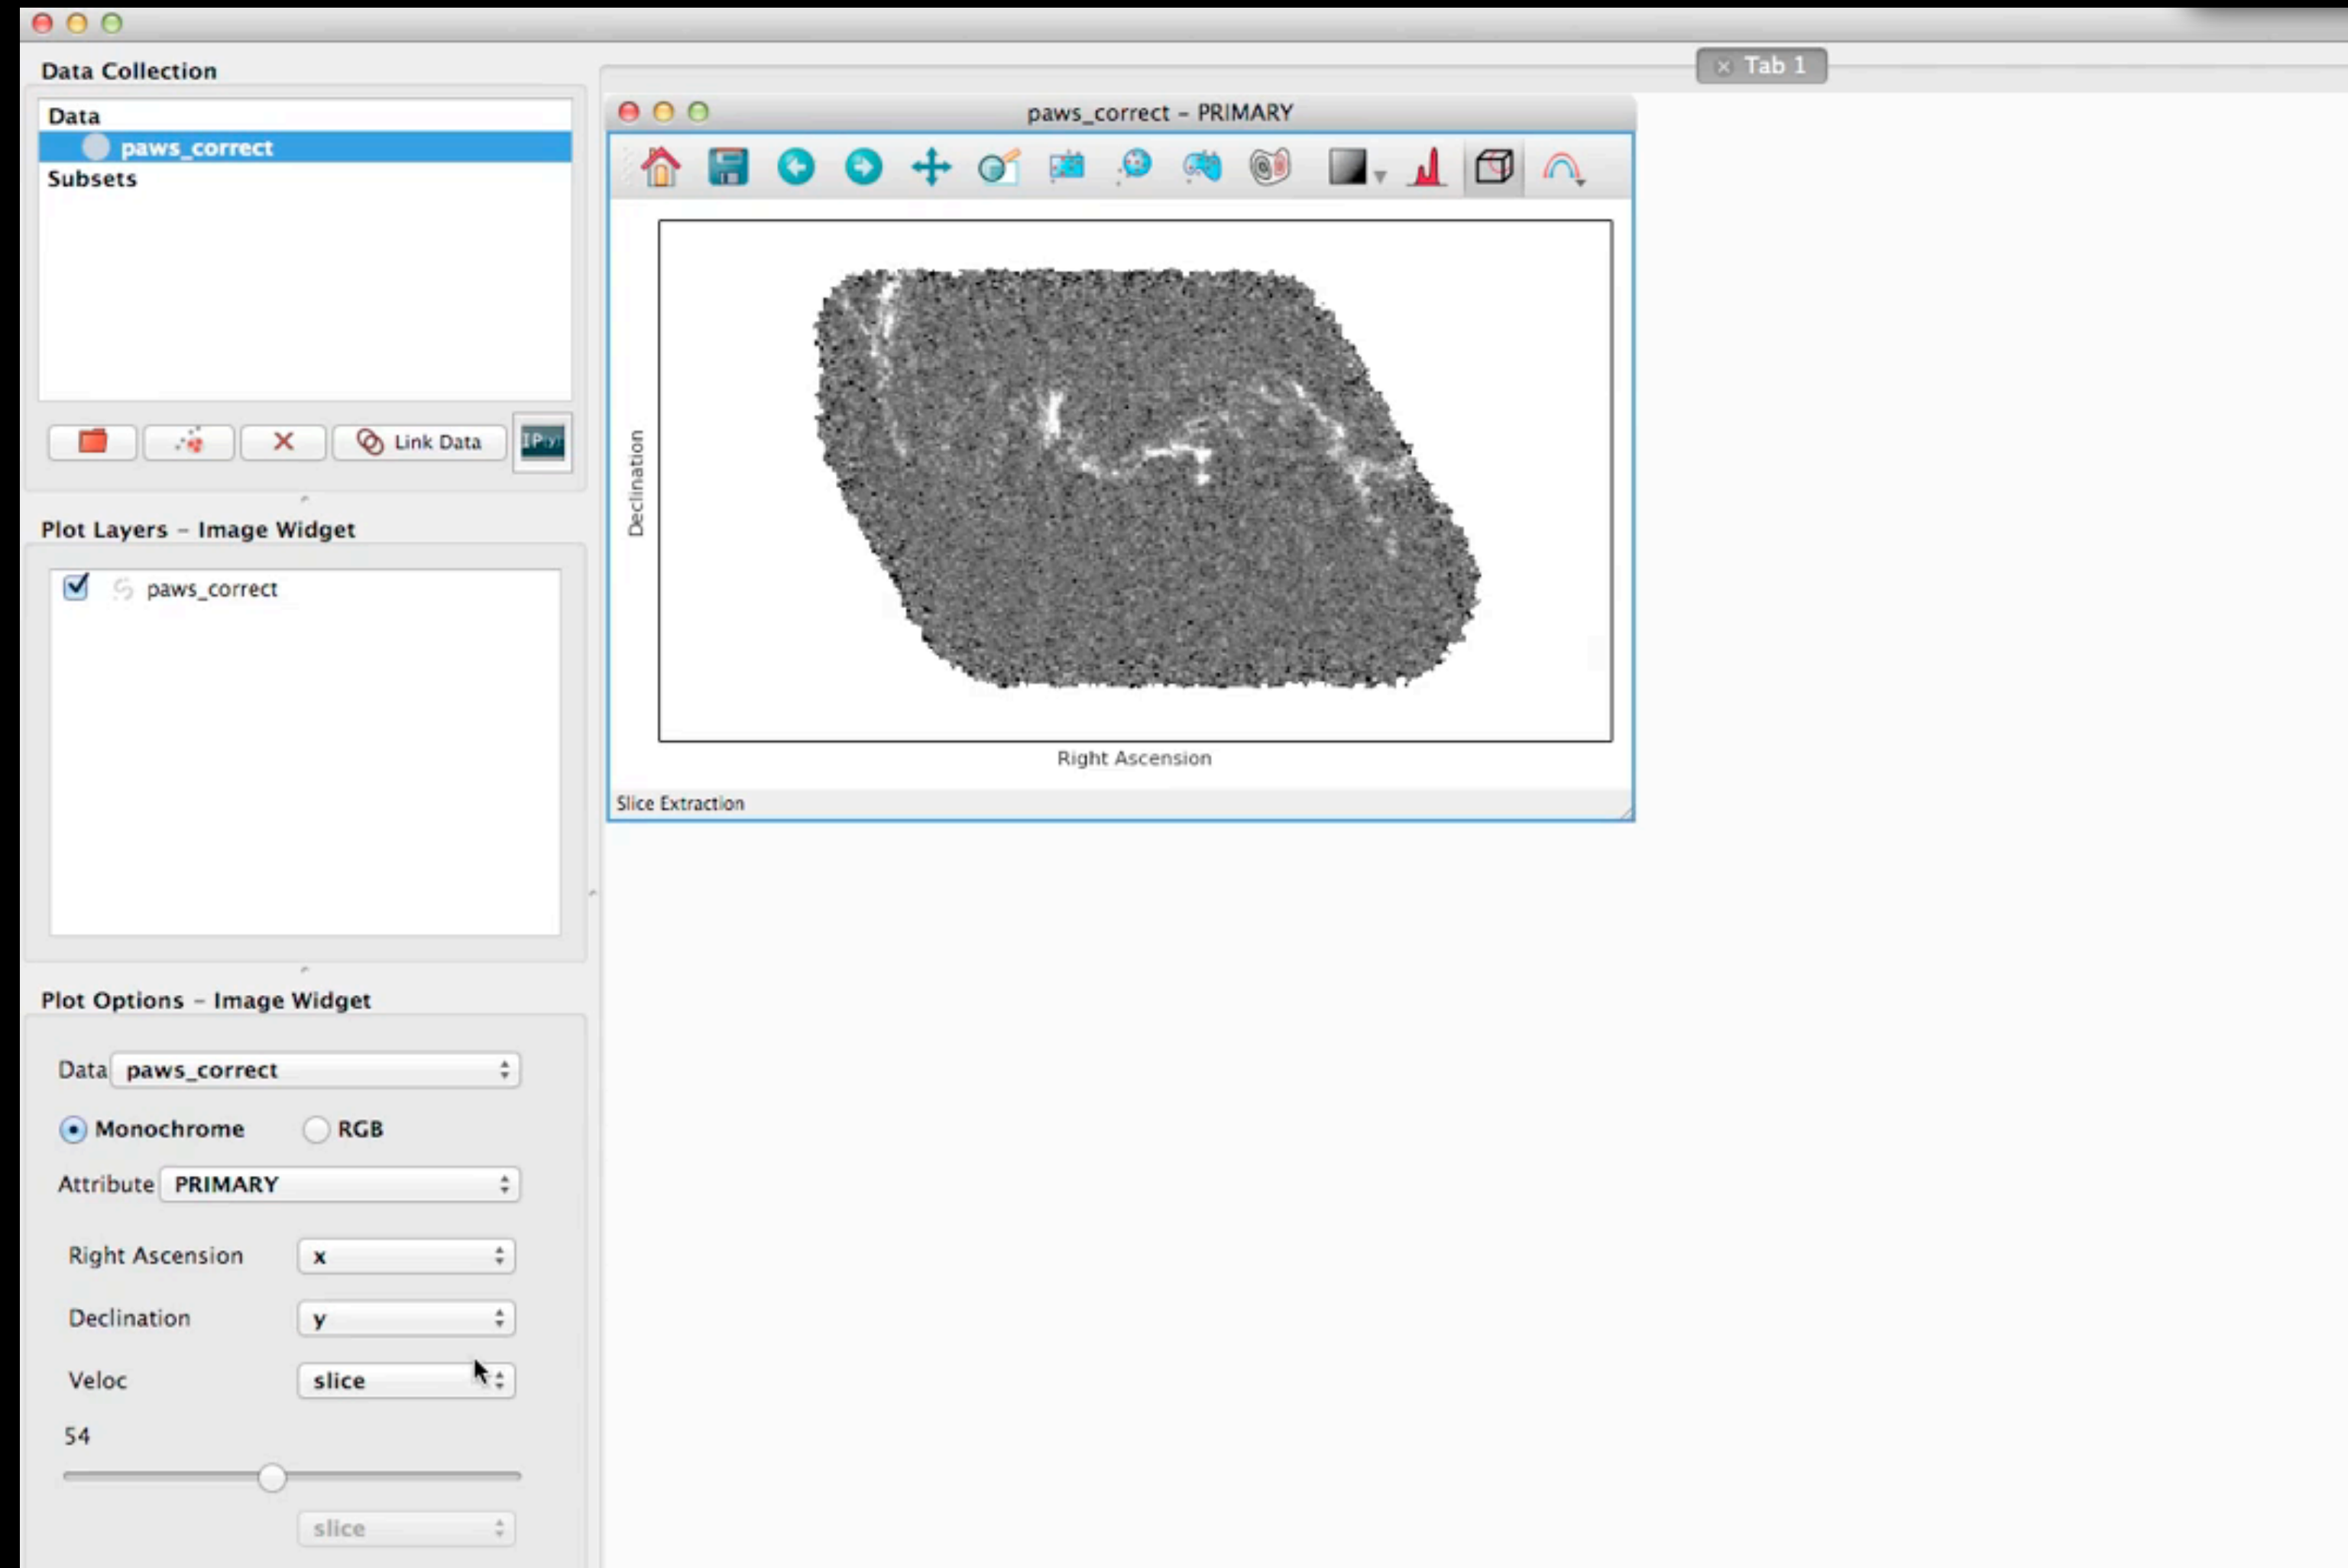 Tab 1
Data Collection
Data
paws_correct
Subsets
Link Data
Plot Layers – Image Widget
paws_correct
Plot Options – Image Widget
Data paws_correct
Monochrome RGB
Attribute PRIMARY
Right Ascension x
Declination y
Veloc slice
54
slice
paws_correct – PRIMARY
Declination
Right Ascension
Slice Extraction